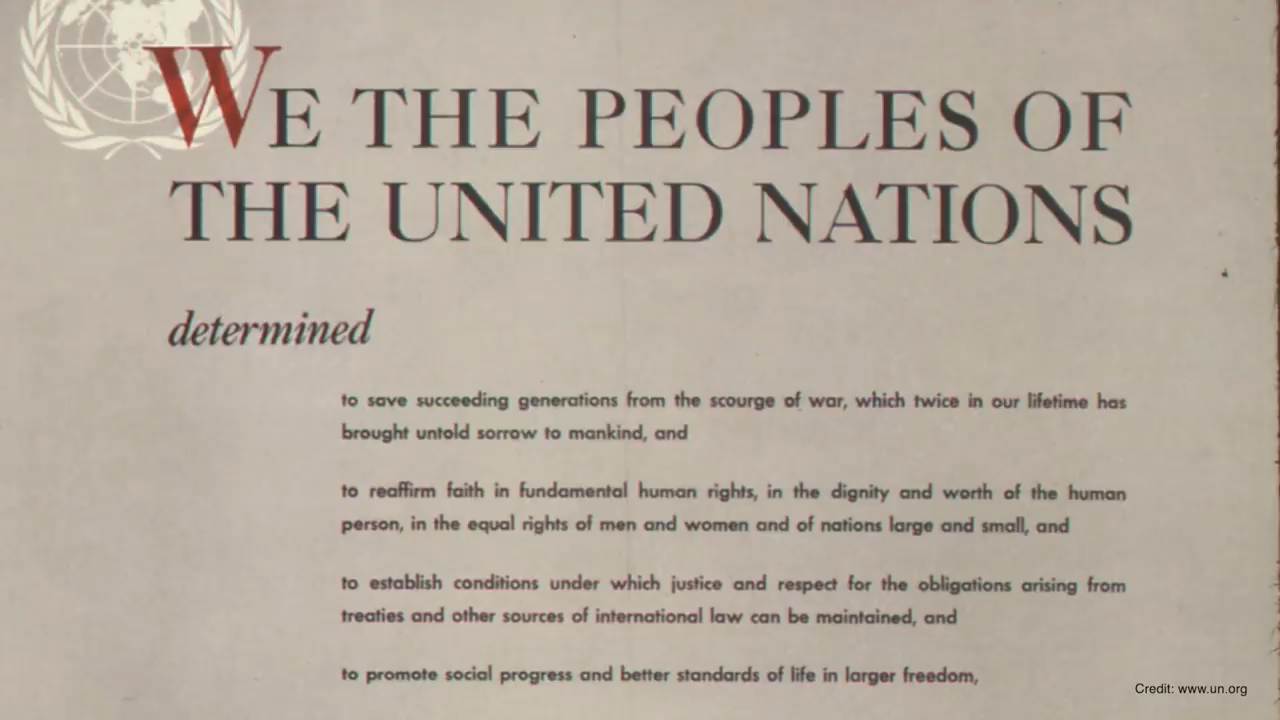 WE THE PEOPLES OF
THE UNITED NATIONS
determined
to save succeeding generations from the scourge of war, which twice in our lifetime has
brought untold sorrow to mankind, and
to reaffirm faith in fundamental human rights, in the dignity and worth of the human
person, in the equal rights of men and women and of nations large and small, and
to establish conditions under which justice and respect for the obligations arising from
treaties and other sources of international law can be maintained, and
to promote social progress and better standards of life in larger freedom,
Credit: www.un.org